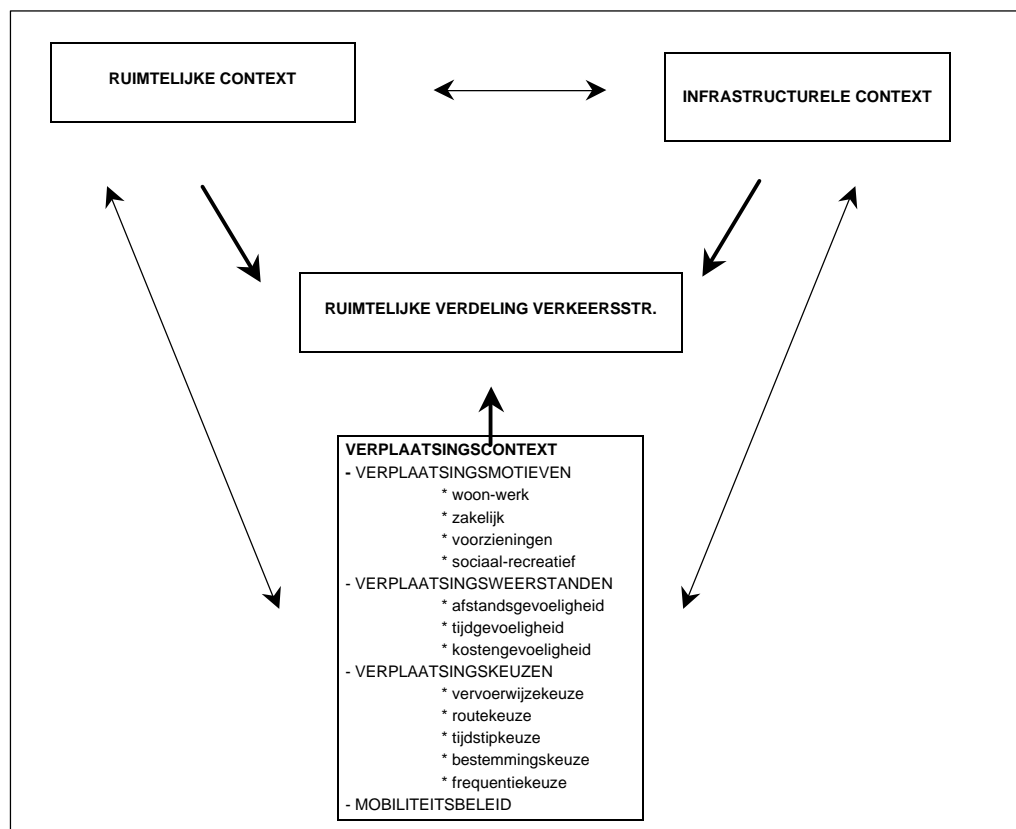 RUIMTELIJKE CONTEXT
INFRASTRUCTURELE CONTEXT
RUIMTELIJKE VERDELING VERKEERSSTR.
VERPLAATSINGSCONTEXT
- VERPLAATSINGSMOTIEVEN
* woon-werk
* zakelijk
* voorzieningen
* sociaal-recreatief
- VERPLAATSINGSWEERSTANDEN
* afstandsgevoeligheid
* tijdgevoeligheid
* kostengevoeligheid
- VERPLAATSINGSKEUZEN
* vervoerwijzekeuze
* routekeuze
* tijdstipkeuze
* bestemmingskeuze
* frequentiekeuze
- MOBILITEITSBELEID